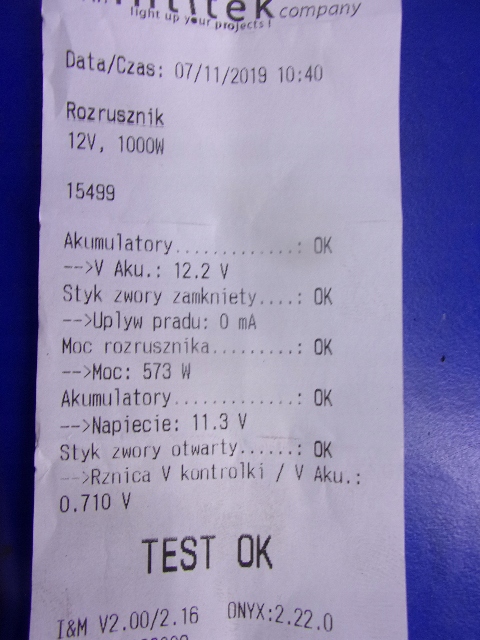 light up your projects! company
Data/Czas: 07/11/2019 10:40
Rozrusznik
12V, 1000W
15499
Akumulatory.............: OK
-->V Aku.: 12.2 V
Styk zwory zamkniety....: OK
-->Uplyw pradu: 0 mA
Moc rozrusznika.........: OK
-->Moc: 573 W
Akumulatory.............: OK
-->Napiecie: 11.3 V
Styk zwory otwarty......: OK
-->Rznica V kontrolki / V Aku.:
0.710 V
TEST OK
I&M V2.00/2.16 ONYX:2.22.0